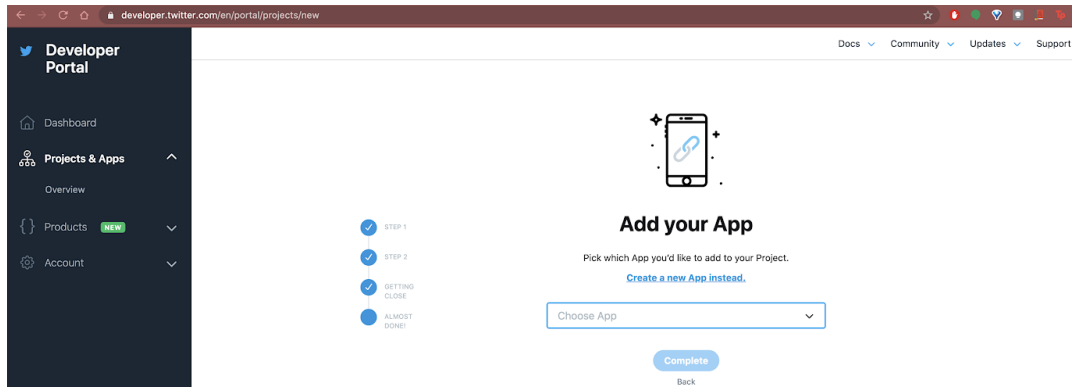 developer.twitter.com/en/portal/projects/new
Developer
Portal
Docs
Community
Updates
Support
Dashboard
Projects & Apps
Overview
Products
NEW
Account
STEP 1
STEP 2
GETTING
CLOSE
ALMOST
DONE!
Add your App
Pick which App you'd like to add to your Project.
Create a new App instead.
Choose App
Complete
Back